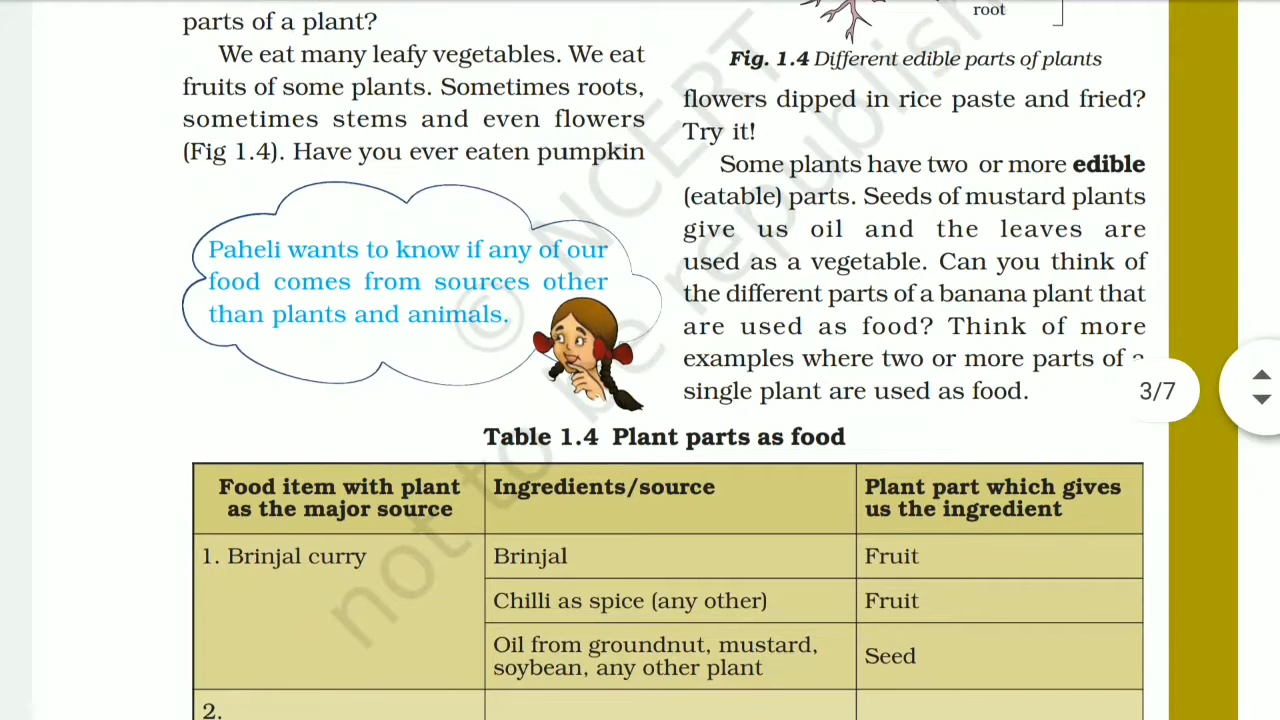 parts of a plant?
We eat many leafy vegetables. We eat
fruits of some plants. Sometimes roots,
sometimes stems and even flowers
(Fig 1.4). Have you ever eaten pumpkin
Paheli wants to know if any of our
food comes from sources other
than plants and animals.
root
Fig. 1.4 Different edible parts of plants
flowers dipped in rice paste and fried?
Try it!
Some plants have two or more edible
(eatable) parts. Seeds of mustard plants
give us oil and the leaves are
used as a vegetable. Can you think of
the different parts of a banana plant that
are used as food? Think of more
examples where two or more parts of a
single plant are used as food.
3/7
Table 1.4 Plant parts as food
Food item with plant
as the major source
Ingredients/source
Plant part which gives
us the ingredient
1. Brinjal curry
Brinjal
Fruit
Chilli as spice (any other)
Fruit
Oil from groundnut, mustard,
soybean, any other plant
Seed
2.
© NCERT
not to be republish